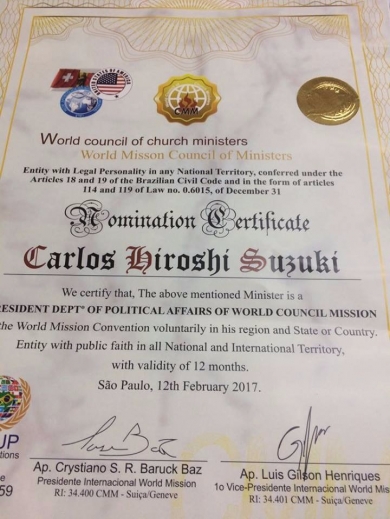 UNITED STATES OF AMERICA
CMM
World council of church ministers
World Misson Council of Ministers
Entity with Legal Personality in any National Territory, conferred under the
Articles 18 and 19 of the Brazilian Civil Code and in the form of articles
114 and 119 of Law no. 0.6015, of December 31
Nomination Certificate
Carlos Hiroshi Suzuki
We certify that, The above mentioned Minister is a
RESIDENT DEPTº OF POLITICAL AFFAIRS OF WORLD COUNCIL MISSION
the World Mission Convention voluntarily in his region and State or Country.
Entity with public faith in all National and International Territory,
with validity of 12 months.
São Paulo, 12th February 2017.
UP
tions
e
59
Ap. Crystiano S. R. Baruck Baz
Presidente Internacional World Mission
RI: 34.400 CMM - Suiça/Geneve
Ap. Luis Gilson Henriques
1o Vice-Presidente Internacional World Mis
RI: 34.401 CMM - Suiça/Geneve